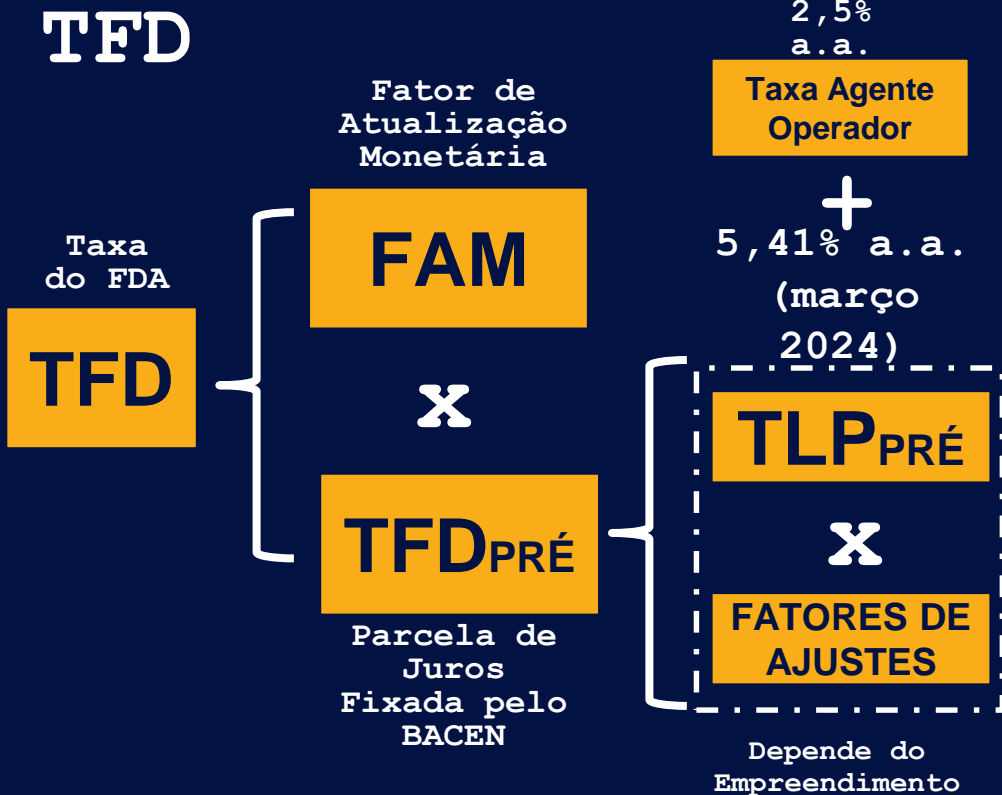 TFD
Taxa
do FDA
TFD
Fator de
Atualização
Monetária
FAM
x
TFDPRÉ
Parcela de
Juros
Fixada pelo
BACEN
2,5%
a.a.
Taxa Agente
Operador
+
5,41% a.a.
(março
2024)
TLPPRÉ
x
FATORES DE
AJUSTES
Depende do
Empreendimento